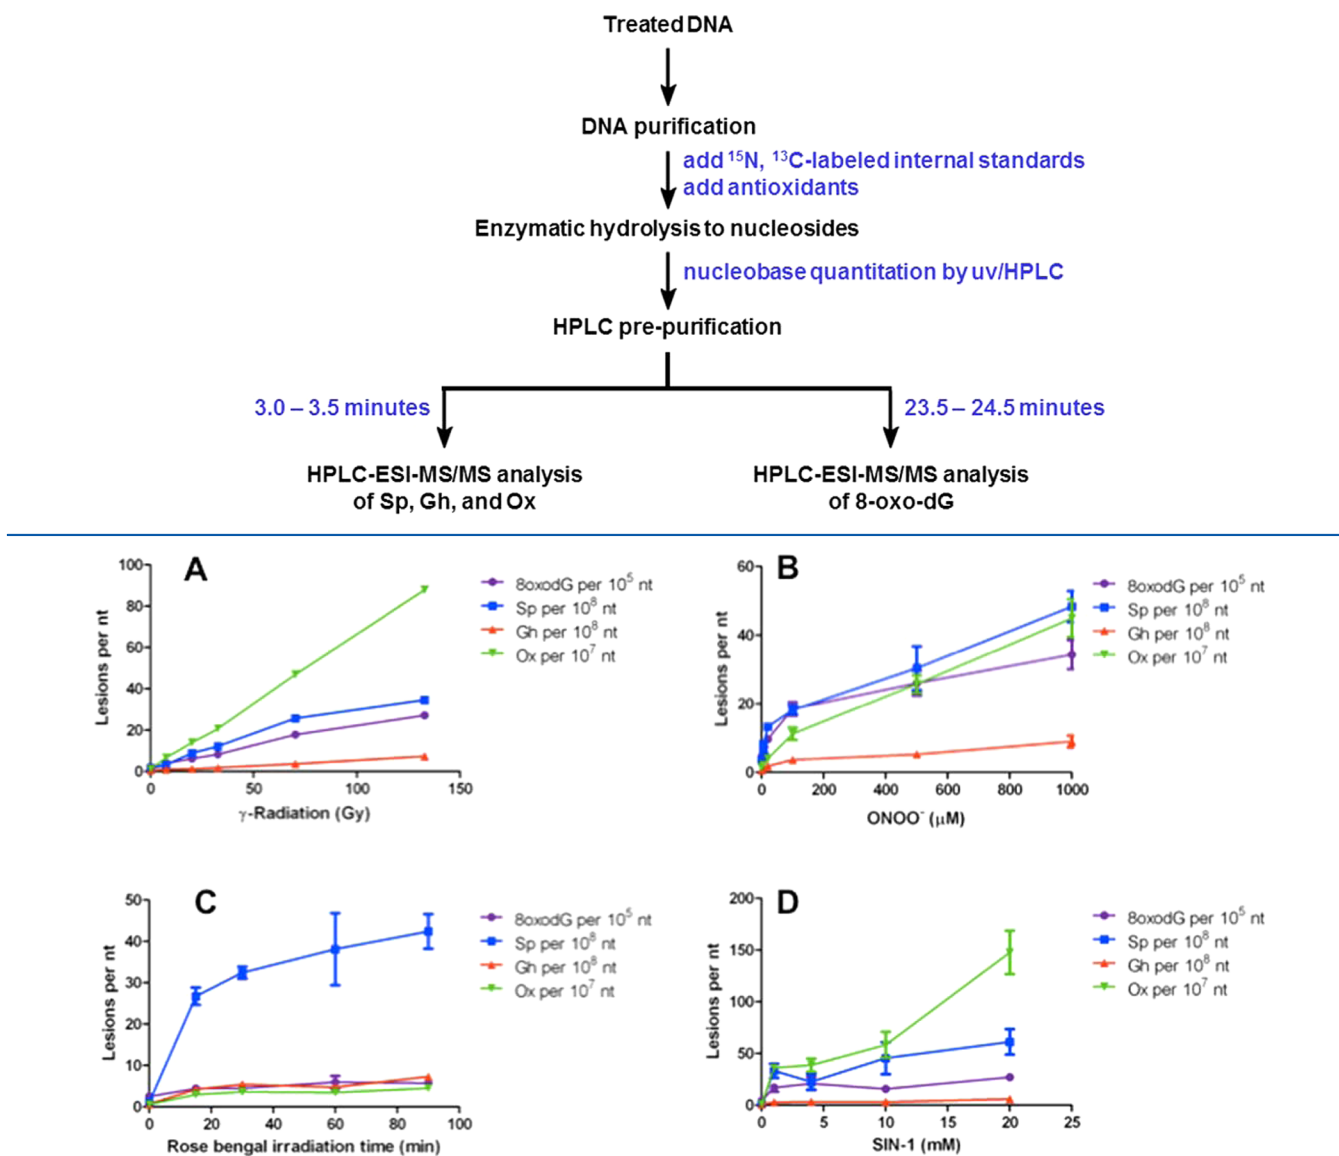 Treated DNA
DNA purification
add ¹⁵N, ¹³C-labeled internal standards
add antioxidants
Enzymatic hydrolysis to nucleosides
nucleobase quantitation by uv/HPLC
HPLC pre-purification
3.0 – 3.5 minutes
23.5 – 24.5 minutes
HPLC-ESI-MS/MS analysis
of Sp, Gh, and Ox
HPLC-ESI-MS/MS analysis
of 8-oxo-dG
A
100
80
60
40
20
0
Lesions per nt
0 50 100 150
γ-Radiation (Gy)
8oxodG per 10⁵ nt
Sp per 10⁸ nt
Gh per 10⁸ nt
Ox per 10⁷ nt
B
60
40
20
0
Lesions per nt
0 200 400 600 800 1000
ONOO⁻ (μM)
8oxodG per 10⁵ nt
Sp per 10⁸ nt
Gh per 10⁸ nt
Ox per 10⁷ nt
C
50
40
30
20
10
0
Lesions per nt
0 20 40 60 80 100
Rose bengal irradiation time (min)
8oxodG per 10⁵ nt
Sp per 10⁸ nt
Gh per 10⁸ nt
Ox per 10⁷ nt
D
200
150
100
50
0
Lesions per nt
0 5 10 15 20 25
SIN-1 (mM)
8oxodG per 10⁵ nt
Sp per 10⁸ nt
Gh per 10⁸ nt
Ox per 10⁷ nt